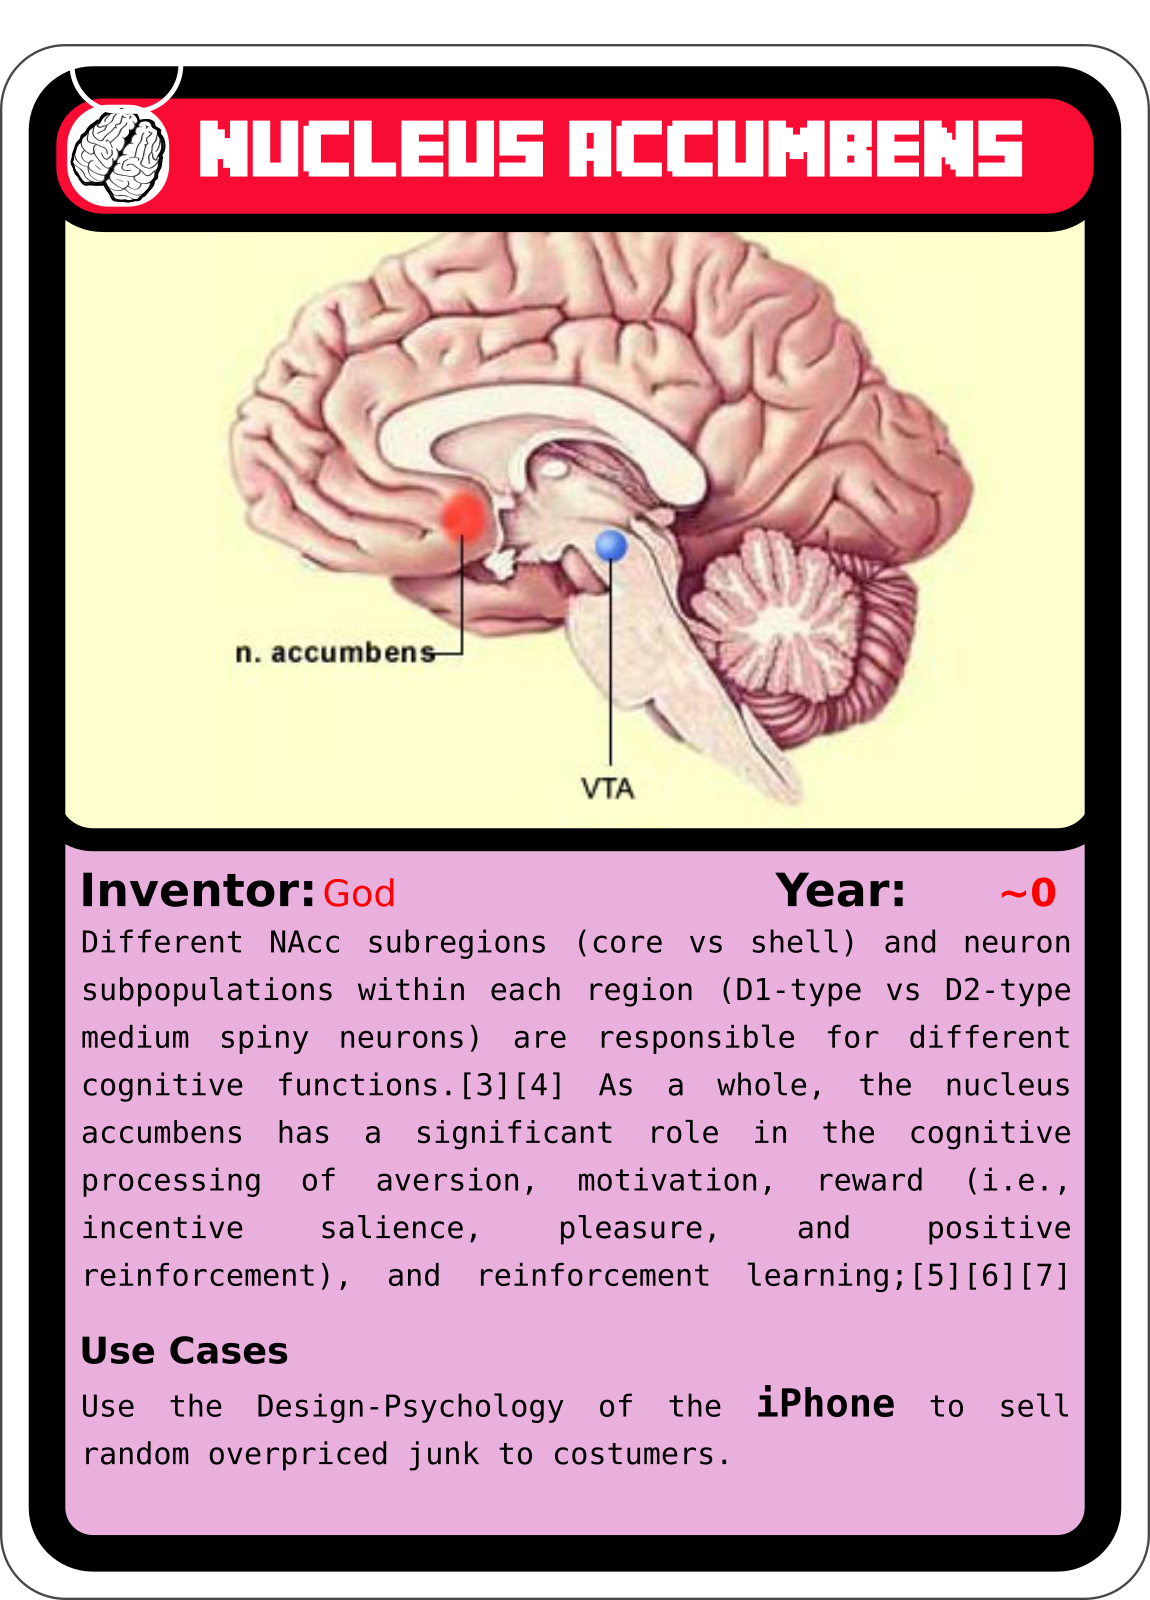 NUCLEUS ACCUMBENS
n. accumbens
VTA
Inventor: God Year: ~0
Different NAcc subregions (core vs shell) and neuron
subpopulations within each region (D1-type vs D2-type
medium spiny neurons) are responsible for different
cognitive functions.[3][4] As a whole, the nucleus
accumbens has a significant role in the cognitive
processing of aversion, motivation, reward (i.e.,
incentive salience, pleasure, and positive
reinforcement), and reinforcement learning;[5][6][7]
Use Cases
Use the Design-Psychology of the iPhone to sell
random overpriced junk to costumers.